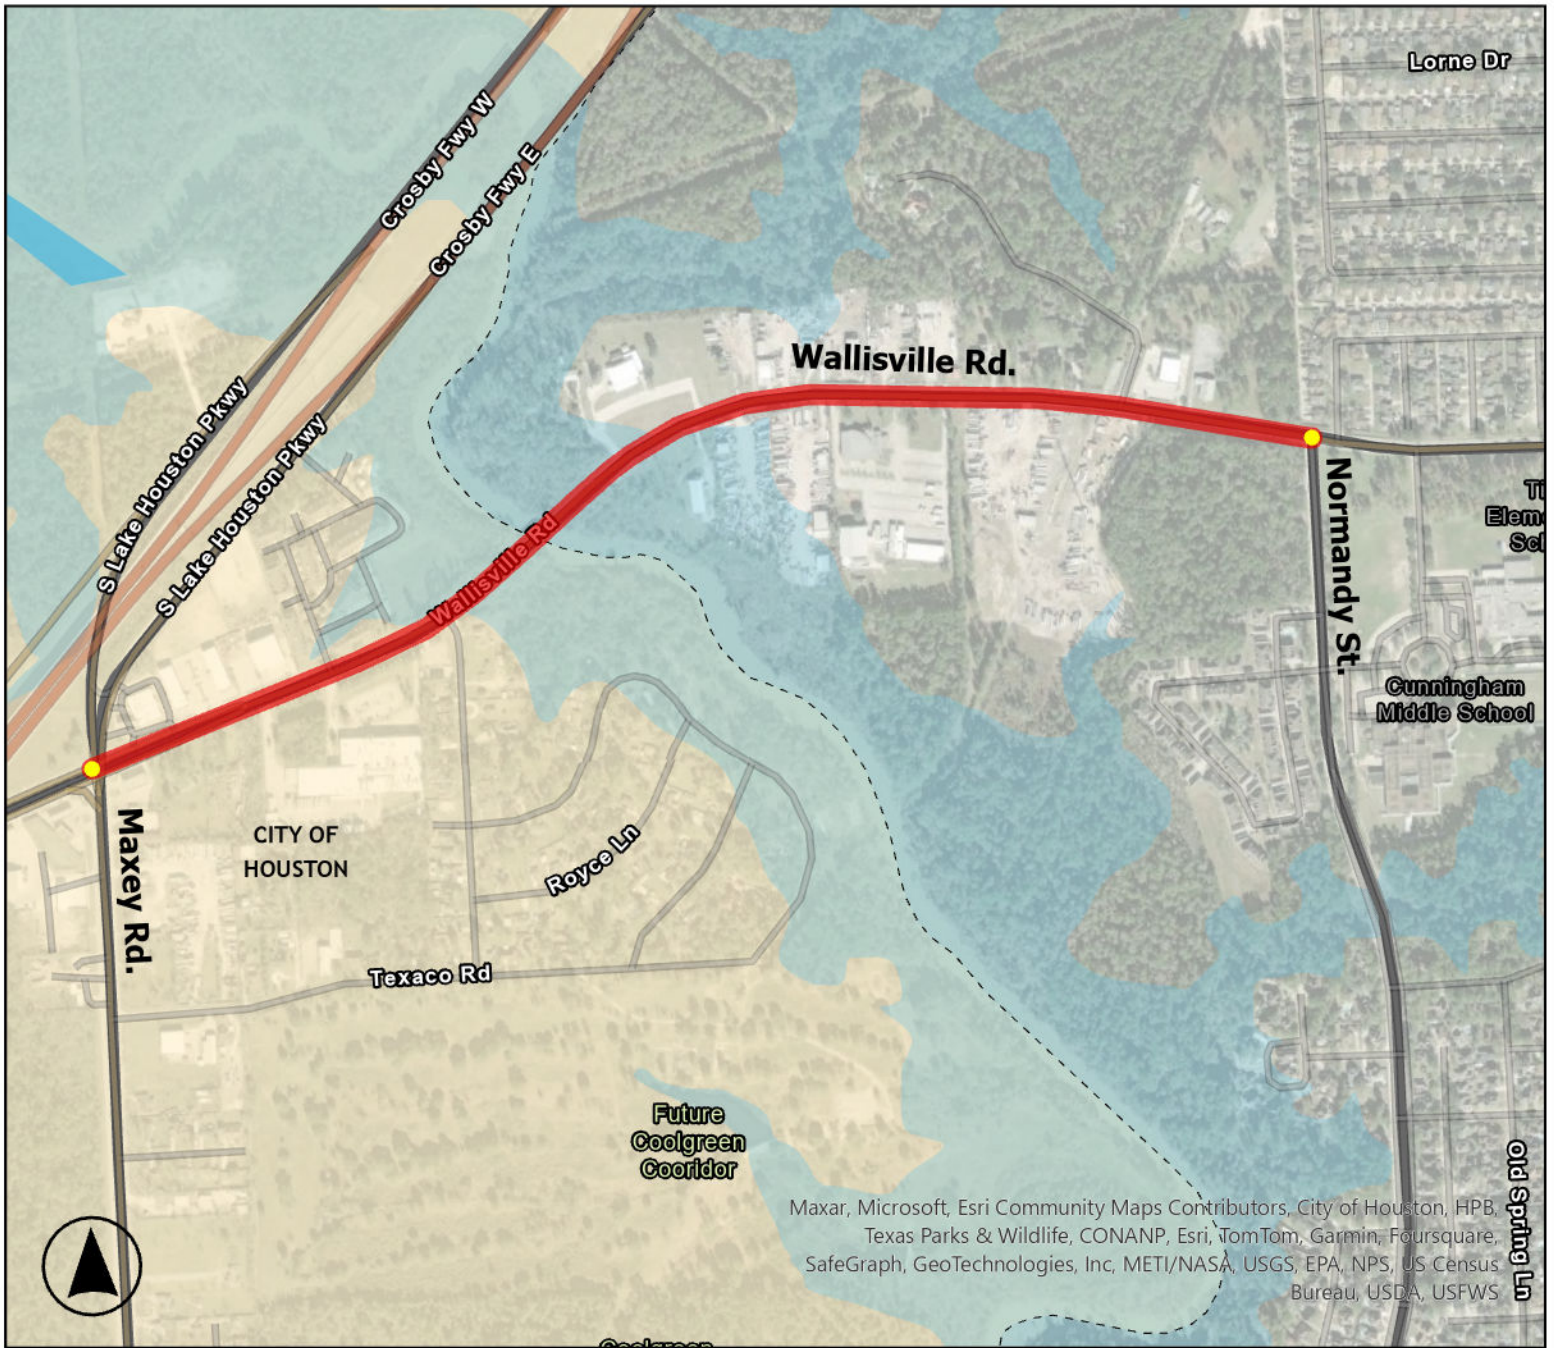 Lorne Dr
Crosby Fwy W
Crosby Fwy E
Wallisville Rd.
S Lake Houston Pkwy
S Lake Houston Pkwy
Wallisville Rd
Normandy St.
Cunningham
Middle School
Maxey Rd.
CITY OF
HOUSTON
Royce Ln
Texaco Rd
Future
Coolgreen
Cooridor
Old Spring Ln
Maxar, Microsoft, Esri Community Maps Contributors, City of Houston, HPB,
Texas Parks & Wildlife, CONANP, Esri, TomTom, Garmin, Foursquare,
SafeGraph, GeoTechnologies, Inc, METI/NASA, USGS, EPA, NPS, US Census
Bureau, USDA, USFWS